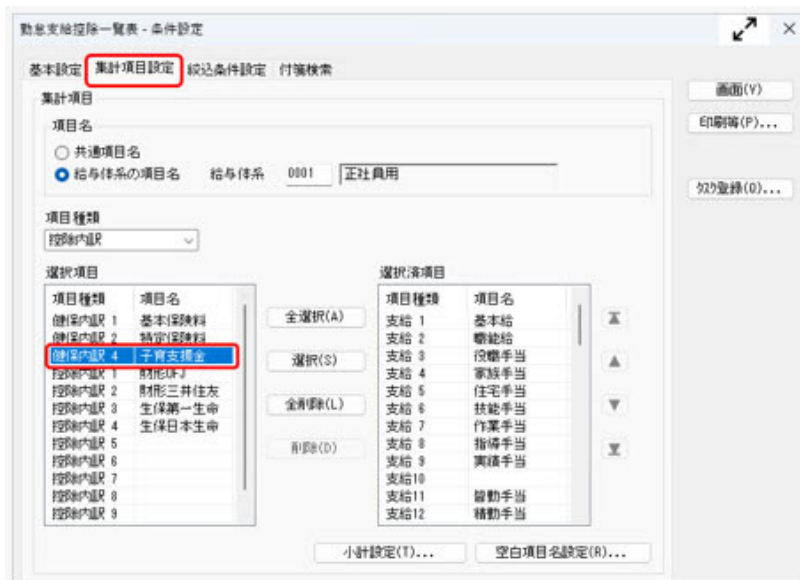 勤怠支給控除一覧表 - 条件設定
基本設定 集計項目設定 絞込条件設定 付箋検索
画面(V)
集計項目
印刷等(P)...
項目名
共通項目名
給与体系の項目名 給与体系 0001 正社員用
ﾀｽｸ登録(O)...
項目種類
控除内訳
選択項目 選択済項目
項目種類 項目名 項目種類 項目名
健保内訳 1 基本保険料 全選択(A) 支給 1 基本給
健保内訳 2 特定保険料 支給 2 職能給
健保内訳 4 子育支援金 選択(S) 支給 3 役職手当
控除内訳 1 財形UFJ 支給 4 家族手当
控除内訳 2 財形三井住友 支給 5 住宅手当
控除内訳 3 生保第一生命 全削除(L) 支給 6 技能手当
控除内訳 4 生保日本生命 支給 7 作業手当
控除内訳 5 支給 8 指導手当
控除内訳 6 削除(D) 支給 9 実績手当
控除内訳 7 支給10
控除内訳 8 支給11 皆勤手当
控除内訳 9 支給12 精勤手当
小計設定(T)... 空白項目名設定(R)...